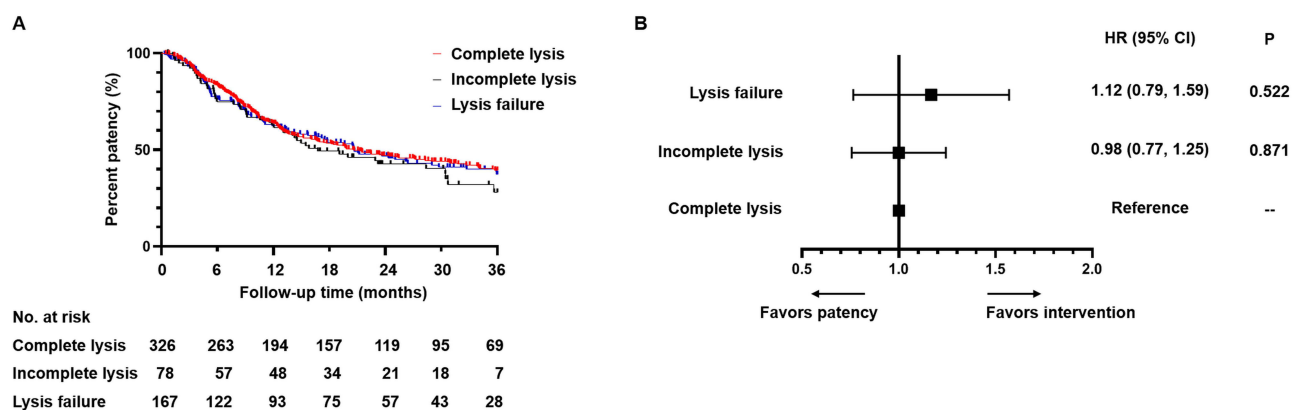 A
100
50
0
Percent patency (%)
Complete lysis
Incomplete lysis
Lysis failure
0 6 12 18 24 30 36
Follow-up time (months)
No. at risk
Complete lysis 326 263 194 157 119 95 69
Incomplete lysis 78 57 48 34 21 18 7
Lysis failure 167 122 93 75 57 43 28
B
HR (95% CI) P
Lysis failure 1.12 (0.79, 1.59) 0.522
Incomplete lysis 0.98 (0.77, 1.25) 0.871
Complete lysis Reference --
0.5 1.0 1.5 2.0
Favors patency Favors intervention